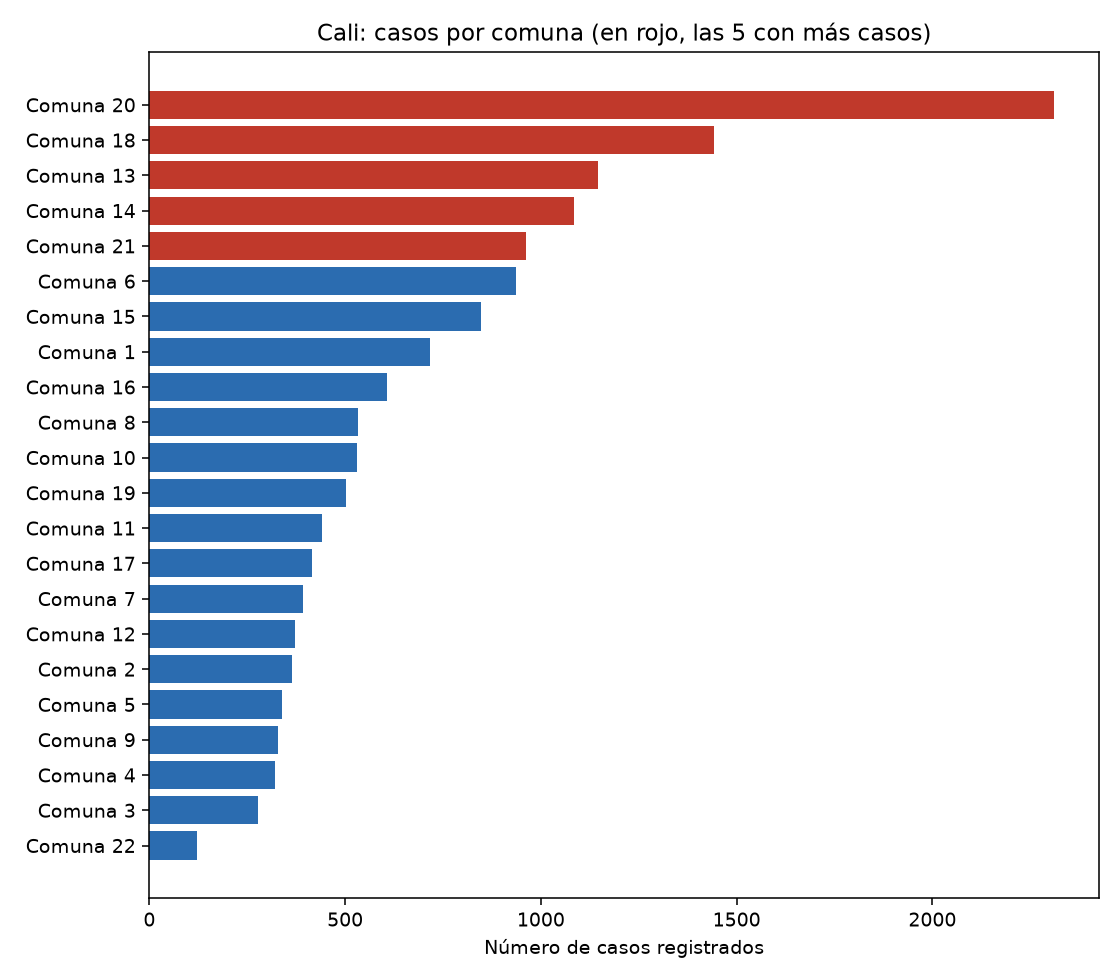 Cali: casos por comuna (en rojo, las 5 con más casos)
Comuna 20
Comuna 18
Comuna 13
Comuna 14
Comuna 21
Comuna 6
Comuna 15
Comuna 1
Comuna 16
Comuna 8
Comuna 10
Comuna 19
Comuna 11
Comuna 17
Comuna 7
Comuna 12
Comuna 2
Comuna 5
Comuna 9
Comuna 4
Comuna 3
Comuna 22
0 500 1000 1500 2000
Número de casos registrados